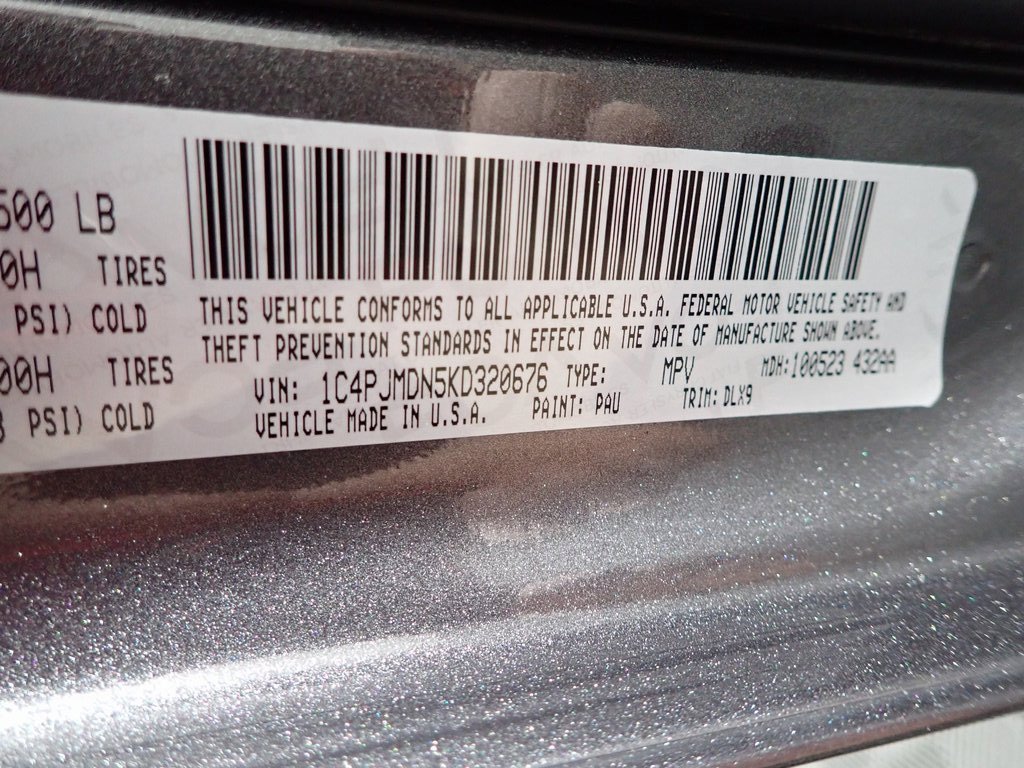 500 LB
0H TIRES
PSI) COLD
00H TIRES
PSI) COLD
THIS VEHICLE CONFORMS TO ALL APPLICABLE U.S.A. FEDERAL MOTOR VEHICLE SAFETY AND
THEFT PREVENTION STANDARDS IN EFFECT ON THE DATE OF MANUFACTURE SHOWN ABOVE.
VIN: 1C4PJMDN5KD320676 TYPE: MPV MDH:100523 432AA
VEHICLE MADE IN U.S.A. PAINT: PAU TRIM: DLX9